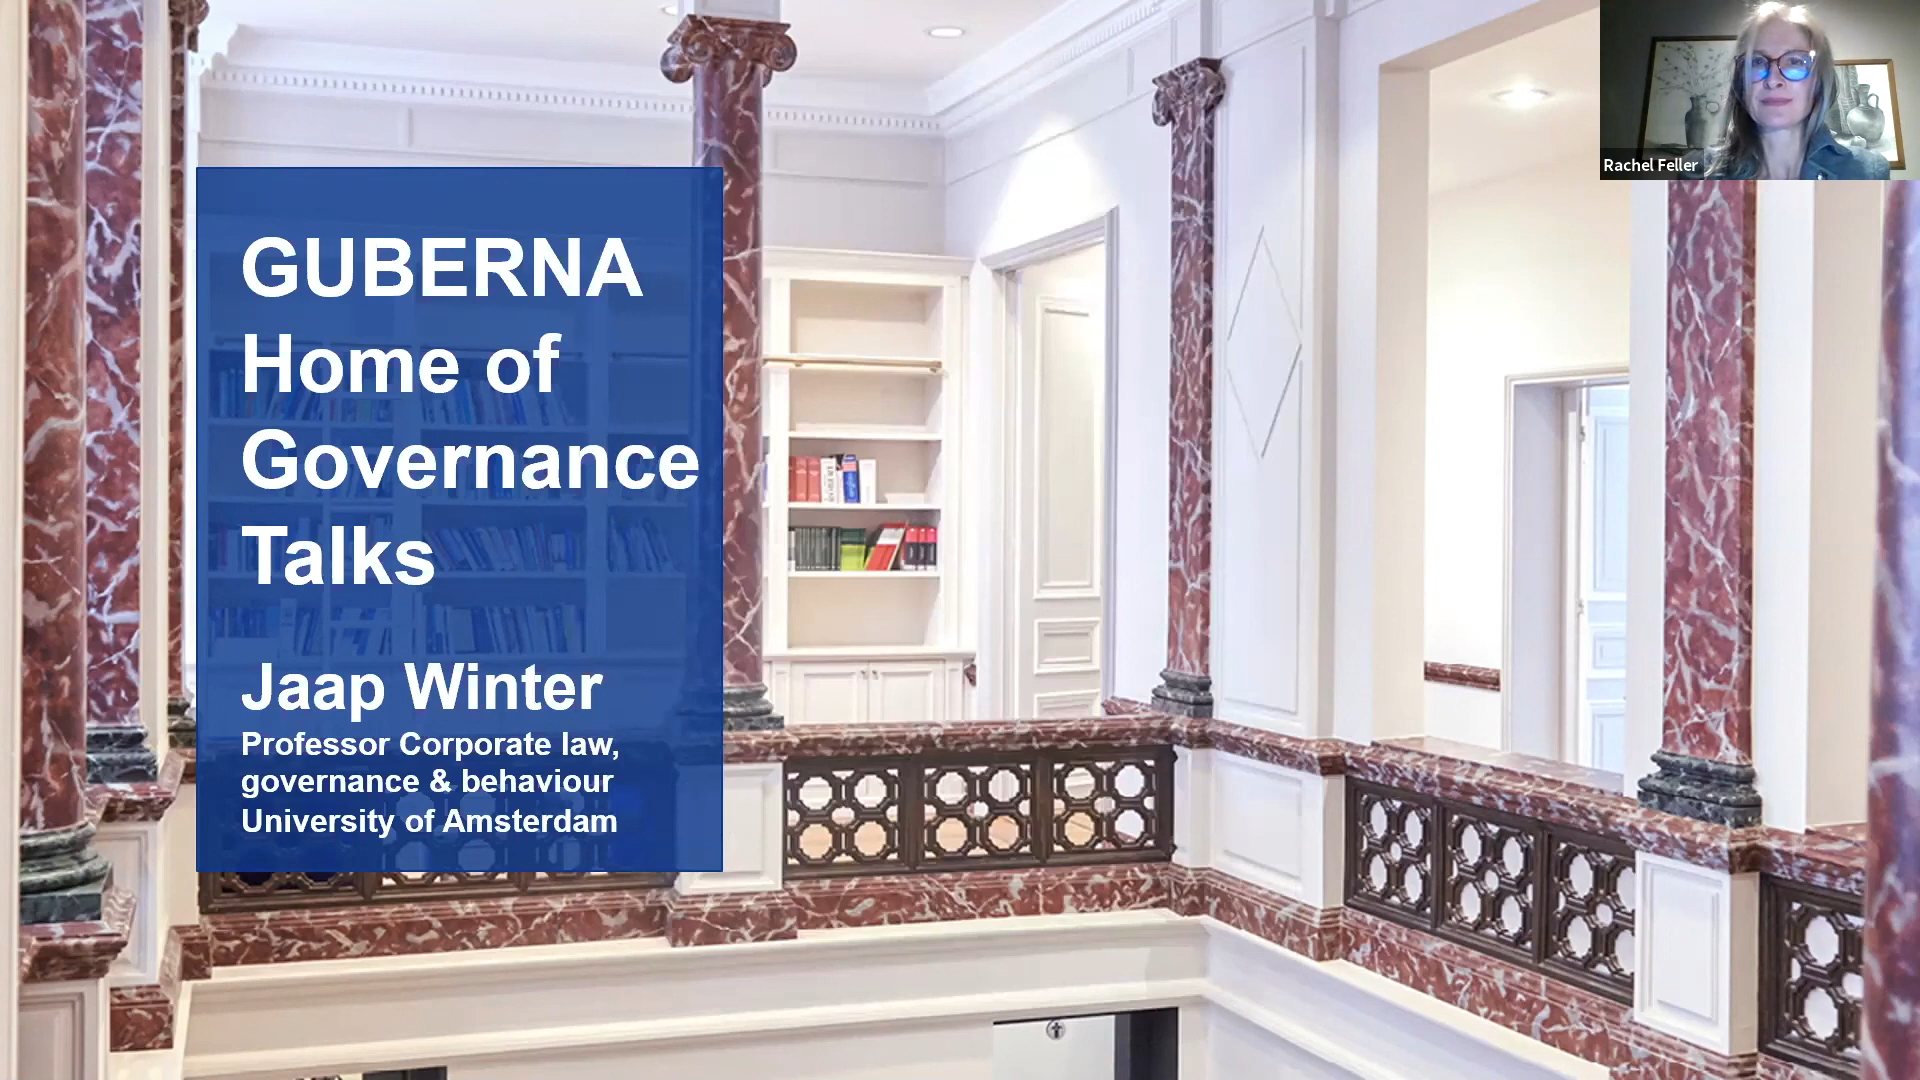 GUBERNA
Home of
Governance
Talks
Jaap Winter
Professor Corporate law,
governance & behaviour
University of Amsterdam
Rachel Feller